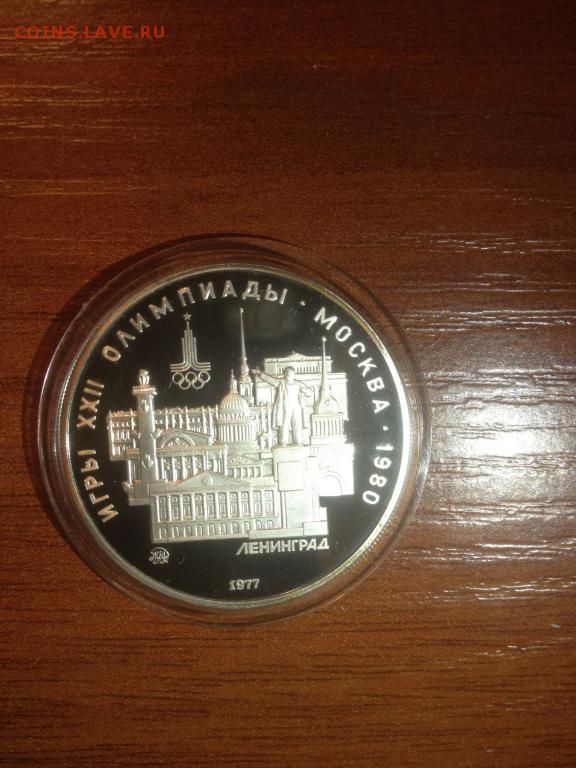 COINS.LAVE.RU
ИГРЫ XXII ОЛИМПИАДЫ · МОСКВА · 1980
ЛЕНИНГРАД
1977